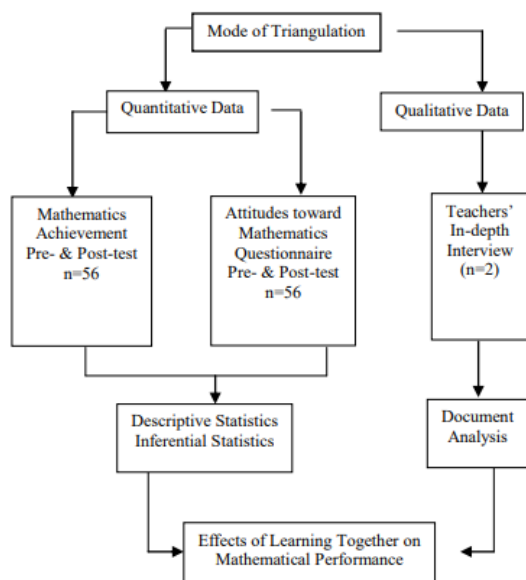 Mode of Triangulation
Quantitative Data
Qualitative Data
Mathematics
Achievement
Pre- & Post-test
n=56
Attitudes toward
Mathematics
Questionnaire
Pre- & Post-test
n=56
Teachers’
In-depth
Interview
(n=2)
Descriptive Statistics
Inferential Statistics
Document
Analysis
Effects of Learning Together on
Mathematical Performance